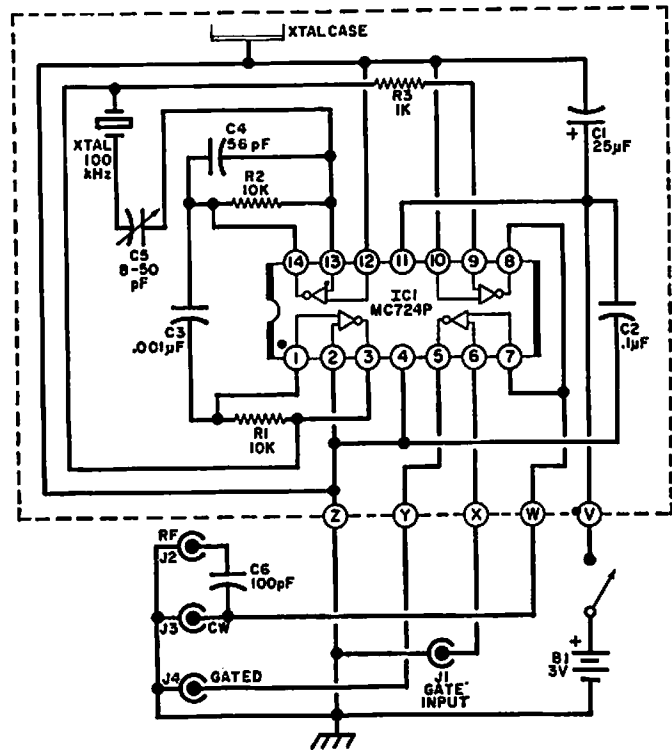 XTAL CASE
R3
1K
C1
+
25µF
C4
56 pF
XTAL
100
kHz
R2
10K
C5
8-50
pF
14 13 12 11 10 9 8
IC1
MC724P
C3
.001µF
C2
.1µF
1 2 3 4 5 6 7
R1
10K
Z Y X W V
RF
J2
C6
100pF
J3 CW
J4 GATED
J1
GATE
INPUT
+
B1
3V